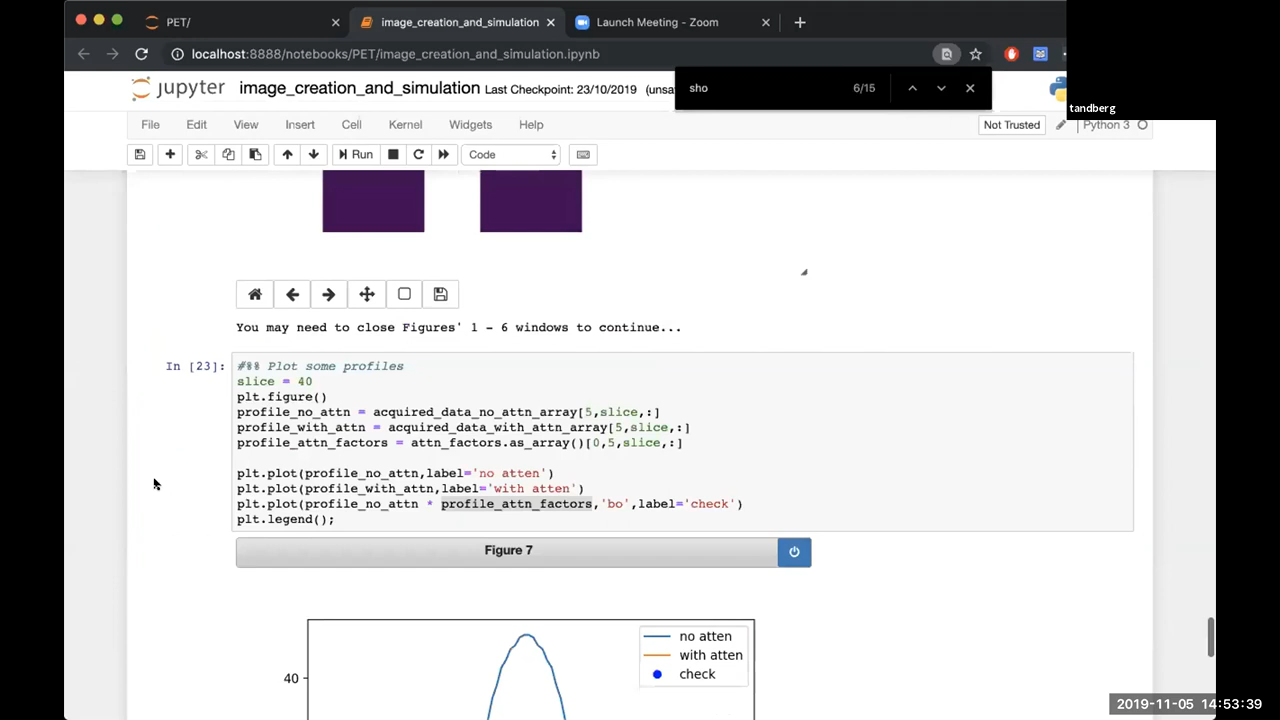 PET/
image_creation_and_simulation
Launch Meeting - Zoom
localhost:8888/notebooks/PET/image_creation_and_simulation.ipynb
jupyter image_creation_and_simulation Last Checkpoint: 23/10/2019 (unsa
sho 6/15
tandberg
File Edit View Insert Cell Kernel Widgets Help
Not Trusted
Python 3
Run
Code
You may need to close Figures' 1 - 6 windows to continue...
In [23]:
#%% Plot some profiles
slice = 40
plt.figure()
profile_no_attn = acquired_data_no_attn_array[5,slice,:]
profile_with_attn = acquired_data_with_attn_array[5,slice,:]
profile_attn_factors = attn_factors.as_array()[0,5,slice,:]
plt.plot(profile_no_attn,label='no atten')
plt.plot(profile_with_attn,label='with atten')
plt.plot(profile_no_attn * profile_attn_factors,'bo',label='check')
plt.legend();
Figure 7
no atten
with atten
check
40
2019-11-05 14:53:39